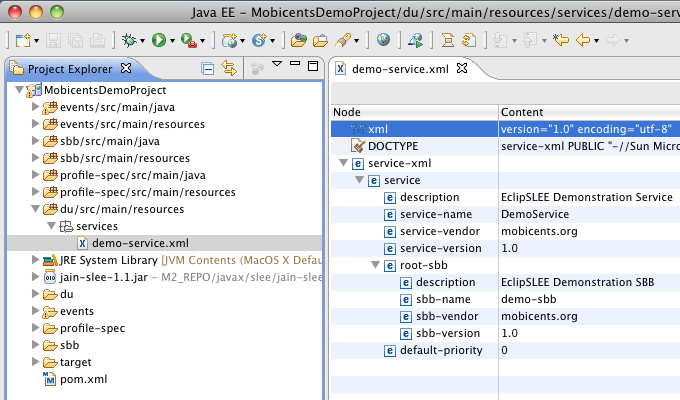 Java EE - MobicentsDemoProject/du/src/main/resources/services/demo-serv
Project Explorer
MobicentsDemoProject
events/src/main/java
events/src/main/resources
sbb/src/main/java
sbb/src/main/resources
profile-spec/src/main/java
profile-spec/src/main/resources
du/src/main/resources
services
demo-service.xml
JRE System Library [JVM Contents (MacOS X Defau
jain-slee-1.1.jar - M2_REPO/javax/slee/jain-slee
du
events
profile-spec
sbb
target
pom.xml
demo-service.xml
Node Content
xml version="1.0" encoding="utf-8"
DOCTYPE service-xml PUBLIC "-//Sun Micro
service-xml
service
description EclipSLEE Demonstration Service
service-name DemoService
service-vendor mobicents.org
service-version 1.0
root-sbb
description EclipSLEE Demonstration SBB
sbb-name demo-sbb
sbb-vendor mobicents.org
sbb-version 1.0
default-priority 0